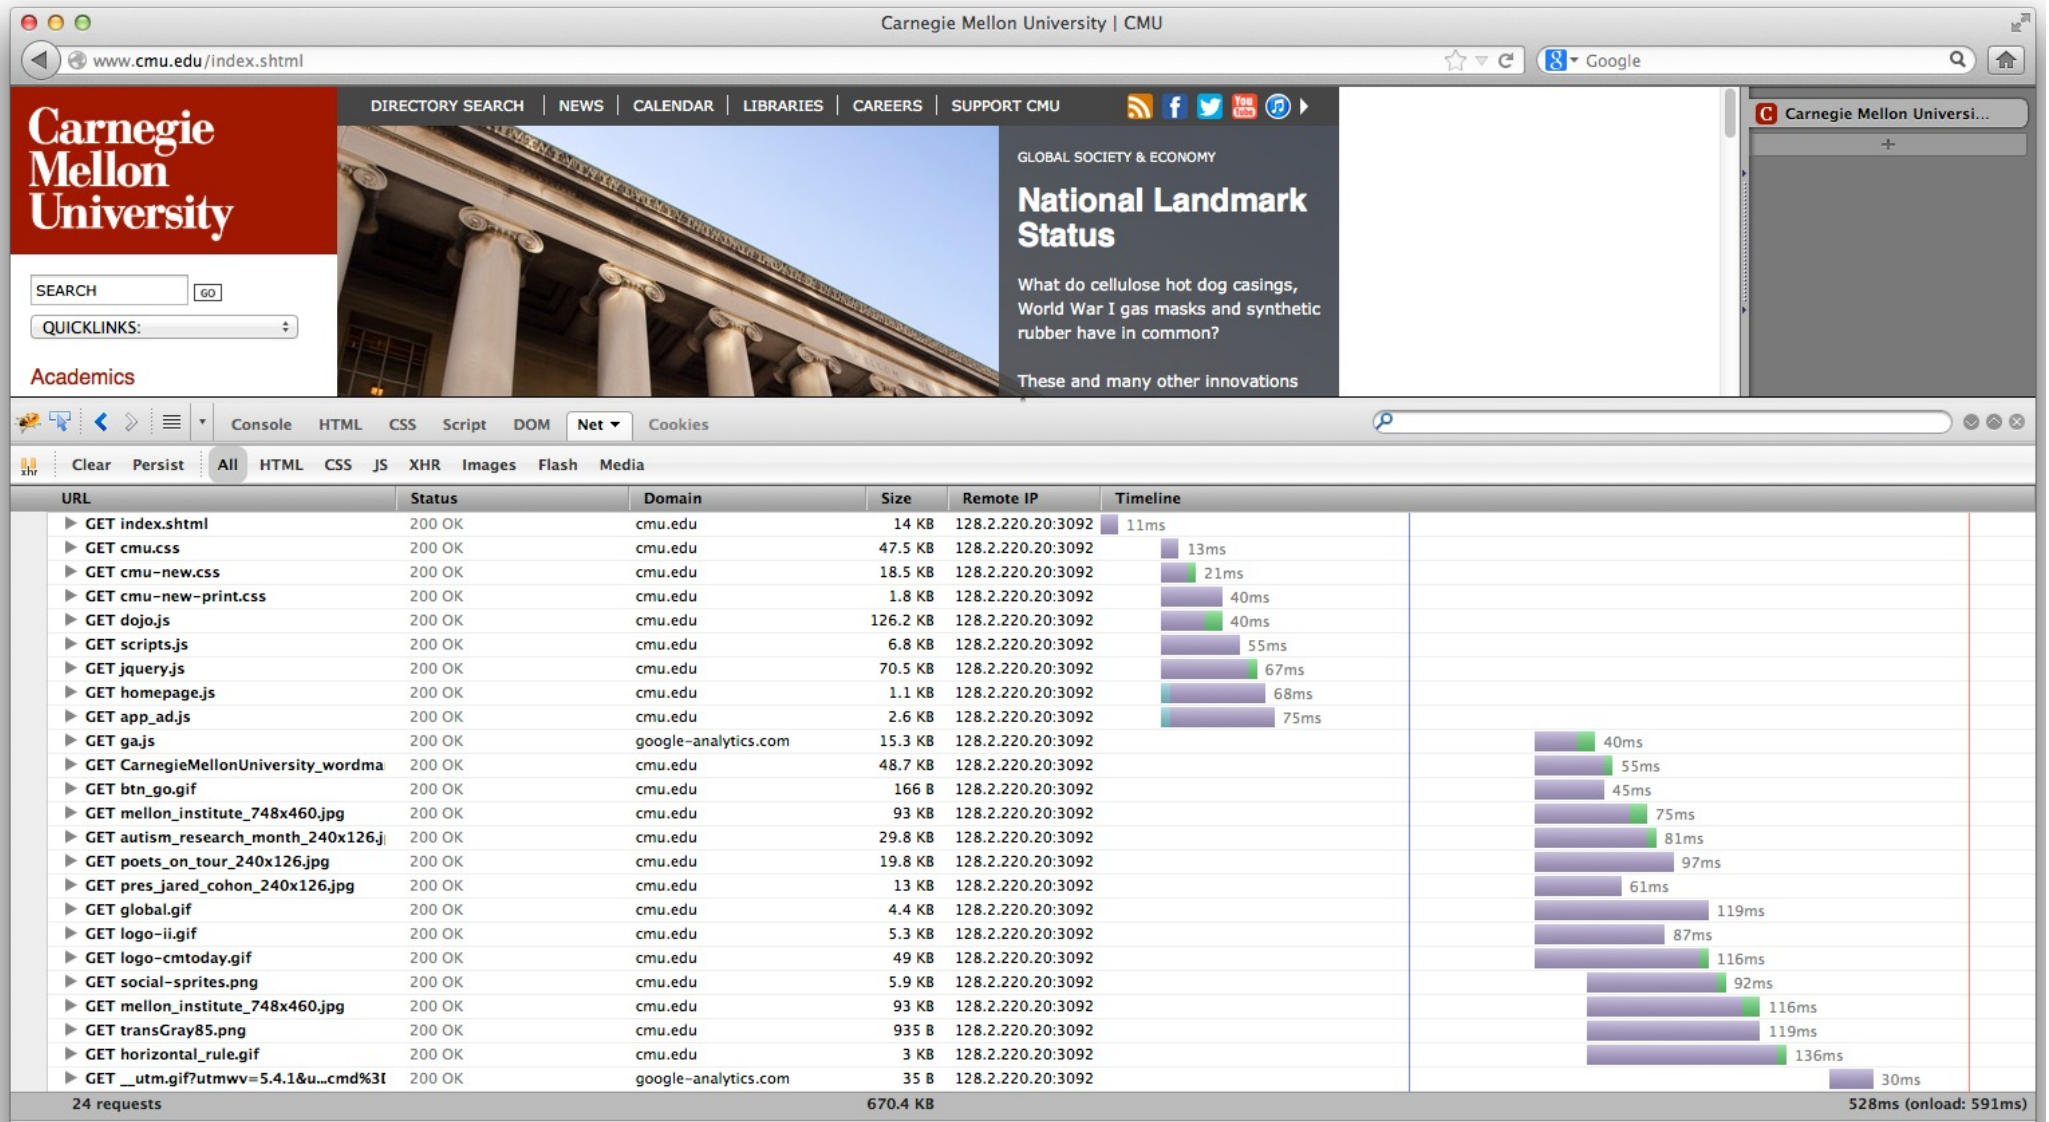 Carnegie Mellon University | CMU
www.cmu.edu/index.shtml
Google
Carnegie
Mellon
University
DIRECTORY SEARCH | NEWS | CALENDAR | LIBRARIES | CAREERS | SUPPORT CMU
You Tube
C Carnegie Mellon Universi...
+
GLOBAL SOCIETY & ECONOMY
National Landmark
Status
What do cellulose hot dog casings,
World War I gas masks and synthetic
rubber have in common?
These and many other innovations
SEARCH GO
QUICKLINKS:
Academics
Console HTML CSS Script DOM Net Cookies
xhr Clear Persist All HTML CSS JS XHR Images Flash Media
URL Status Domain Size Remote IP Timeline
GET index.shtml 200 OK cmu.edu 14 KB 128.2.220.20:3092 11ms
GET cmu.css 200 OK cmu.edu 47.5 KB 128.2.220.20:3092 13ms
GET cmu-new.css 200 OK cmu.edu 18.5 KB 128.2.220.20:3092 21ms
GET cmu-new-print.css 200 OK cmu.edu 1.8 KB 128.2.220.20:3092 40ms
GET dojo.js 200 OK cmu.edu 126.2 KB 128.2.220.20:3092 40ms
GET scripts.js 200 OK cmu.edu 6.8 KB 128.2.220.20:3092 55ms
GET jquery.js 200 OK cmu.edu 70.5 KB 128.2.220.20:3092 67ms
GET homepage.js 200 OK cmu.edu 1.1 KB 128.2.220.20:3092 68ms
GET app_ad.js 200 OK cmu.edu 2.6 KB 128.2.220.20:3092 75ms
GET ga.js 200 OK google-analytics.com 15.3 KB 128.2.220.20:3092 40ms
GET CarnegieMellonUniversity_wordma 200 OK cmu.edu 48.7 KB 128.2.220.20:3092 55ms
GET btn_go.gif 200 OK cmu.edu 166 B 128.2.220.20:3092 45ms
GET mellon_institute_748x460.jpg 200 OK cmu.edu 93 KB 128.2.220.20:3092 75ms
GET autism_research_month_240x126.j 200 OK cmu.edu 29.8 KB 128.2.220.20:3092 81ms
GET poets_on_tour_240x126.jpg 200 OK cmu.edu 19.8 KB 128.2.220.20:3092 97ms
GET pres_jared_cohon_240x126.jpg 200 OK cmu.edu 13 KB 128.2.220.20:3092 61ms
GET global.gif 200 OK cmu.edu 4.4 KB 128.2.220.20:3092 119ms
GET logo-ii.gif 200 OK cmu.edu 5.3 KB 128.2.220.20:3092 87ms
GET logo-cmtoday.gif 200 OK cmu.edu 49 KB 128.2.220.20:3092 116ms
GET social-sprites.png 200 OK cmu.edu 5.9 KB 128.2.220.20:3092 92ms
GET mellon_institute_748x460.jpg 200 OK cmu.edu 93 KB 128.2.220.20:3092 116ms
GET transGray85.png 200 OK cmu.edu 935 B 128.2.220.20:3092 119ms
GET horizontal_rule.gif 200 OK cmu.edu 3 KB 128.2.220.20:3092 136ms
GET __utm.gif?utmwv=5.4.1&u...cmd%3D 200 OK google-analytics.com 35 B 128.2.220.20:3092 30ms
24 requests 670.4 KB 528ms (onload: 591ms)